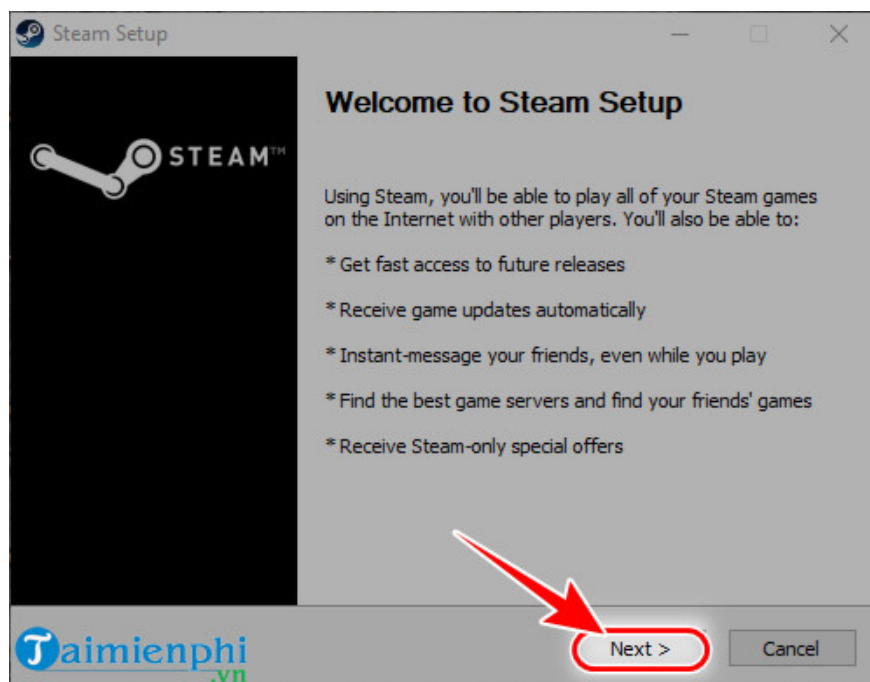 Steam Setup
STEAM™
Welcome to Steam Setup
Using Steam, you'll be able to play all of your Steam games
on the Internet with other players. You'll also be able to:
* Get fast access to future releases
* Receive game updates automatically
* Instant-message your friends, even while you play
* Find the best game servers and find your friends' games
* Receive Steam-only special offers
Taimienphi
.vn
Next >
Cancel